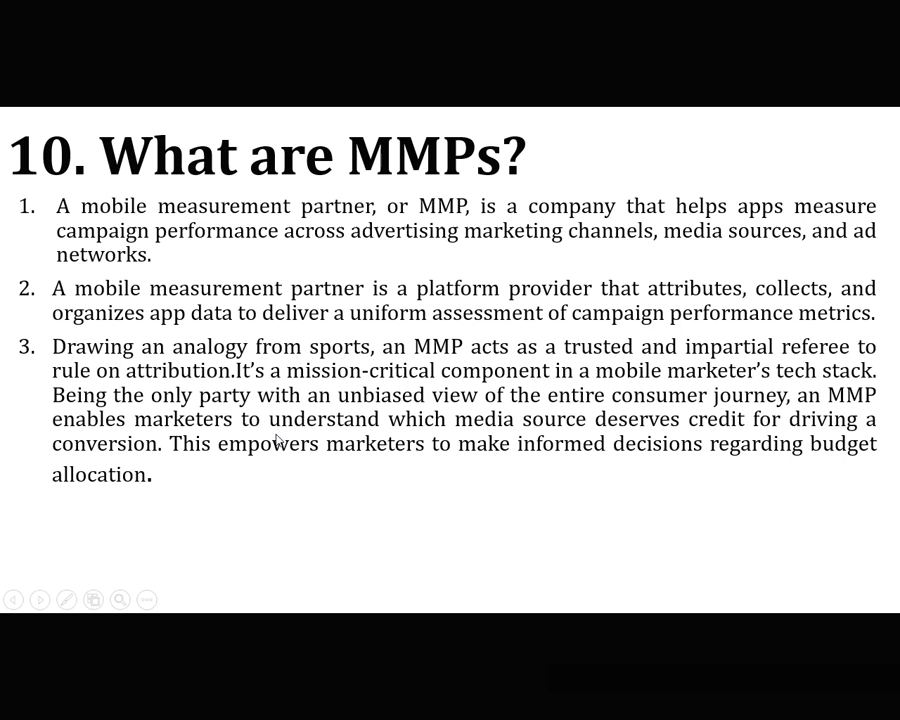 10. What are MMPs?
1. A mobile measurement partner, or MMP, is a company that helps apps measure
campaign performance across advertising marketing channels, media sources, and ad
networks.
2. A mobile measurement partner is a platform provider that attributes, collects, and
organizes app data to deliver a uniform assessment of campaign performance metrics.
3. Drawing an analogy from sports, an MMP acts as a trusted and impartial referee to
rule on attribution.It’s a mission-critical component in a mobile marketer’s tech stack.
Being the only party with an unbiased view of the entire consumer journey, an MMP
enables marketers to understand which media source deserves credit for driving a
conversion. This empowers marketers to make informed decisions regarding budget
allocation.